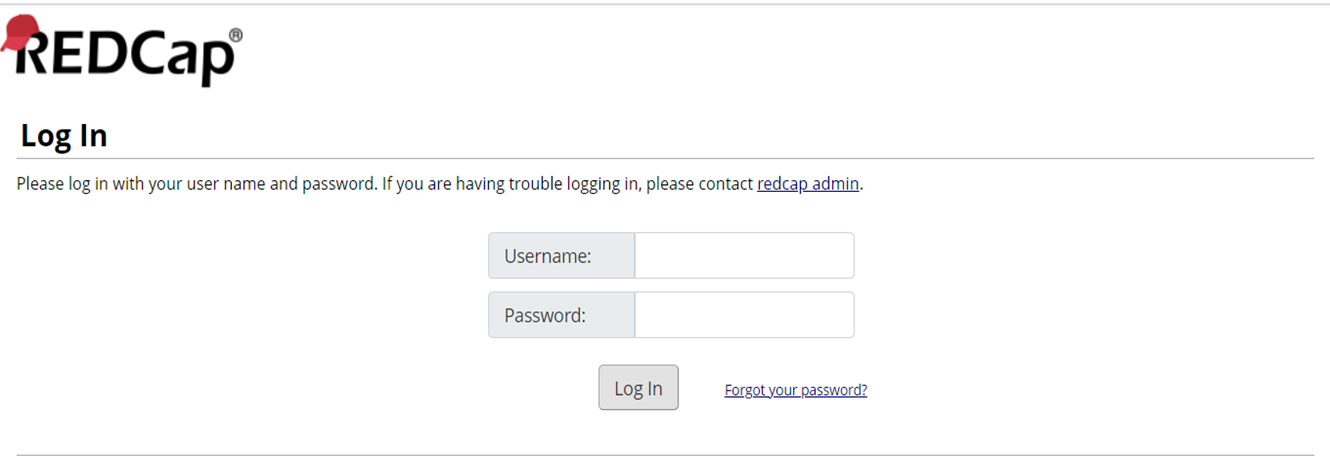 REDCap®
Log In
Please log in with your user name and password. If you are having trouble logging in, please contact redcap admin.
Username:
Password:
Log In
Forgot your password?